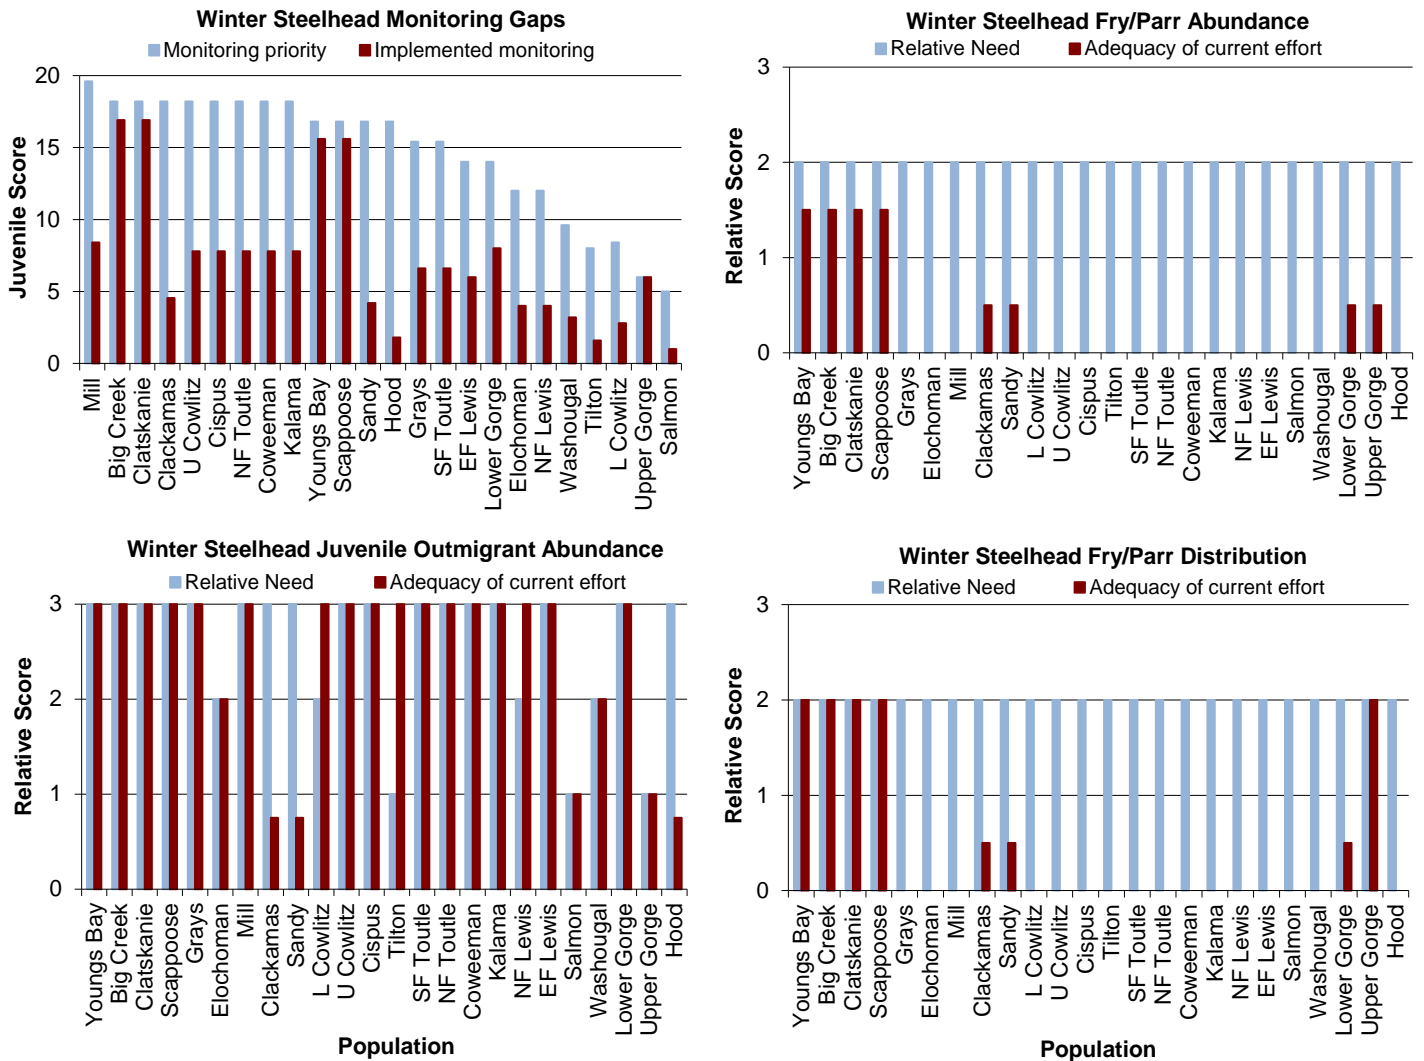 Winter Steelhead Monitoring Gaps
Monitoring priority Implemented monitoring
Juvenile Score
20
15
10
5
0
Mill
Big Creek
Clatskanie
Clackamas
U Cowlitz
Cispus
NF Toutle
Coweeman
Kalama
Youngs Bay
Scappoose
Sandy
Hood
Grays
SF Toutle
EF Lewis
Lower Gorge
Elochoman
NF Lewis
Washougal
Tilton
L Cowlitz
Upper Gorge
Salmon
Winter Steelhead Fry/Parr Abundance
Relative Need Adequacy of current effort
Relative Score
3
2
1
0
Youngs Bay
Big Creek
Clatskanie
Scappoose
Grays
Elochoman
Mill
Clackamas
Sandy
L Cowlitz
U Cowlitz
Cispus
Tilton
SF Toutle
NF Toutle
Coweeman
Kalama
NF Lewis
EF Lewis
Salmon
Washougal
Lower Gorge
Upper Gorge
Hood
Winter Steelhead Juvenile Outmigrant Abundance
Relative Need Adequacy of current effort
Relative Score
3
2
1
0
Youngs Bay
Big Creek
Clatskanie
Scappoose
Grays
Elochoman
Mill
Clackamas
Sandy
L Cowlitz
U Cowlitz
Cispus
Tilton
SF Toutle
NF Toutle
Coweeman
Kalama
NF Lewis
EF Lewis
Salmon
Washougal
Lower Gorge
Upper Gorge
Hood
Population
Winter Steelhead Fry/Parr Distribution
Relative Need Adequacy of current effort
Relative Score
3
2
1
0
Youngs Bay
Big Creek
Clatskanie
Scappoose
Grays
Elochoman
Mill
Clackamas
Sandy
L Cowlitz
U Cowlitz
Cispus
Tilton
SF Toutle
NF Toutle
Coweeman
Kalama
NF Lewis
EF Lewis
Salmon
Washougal
Lower Gorge
Upper Gorge
Hood
Population